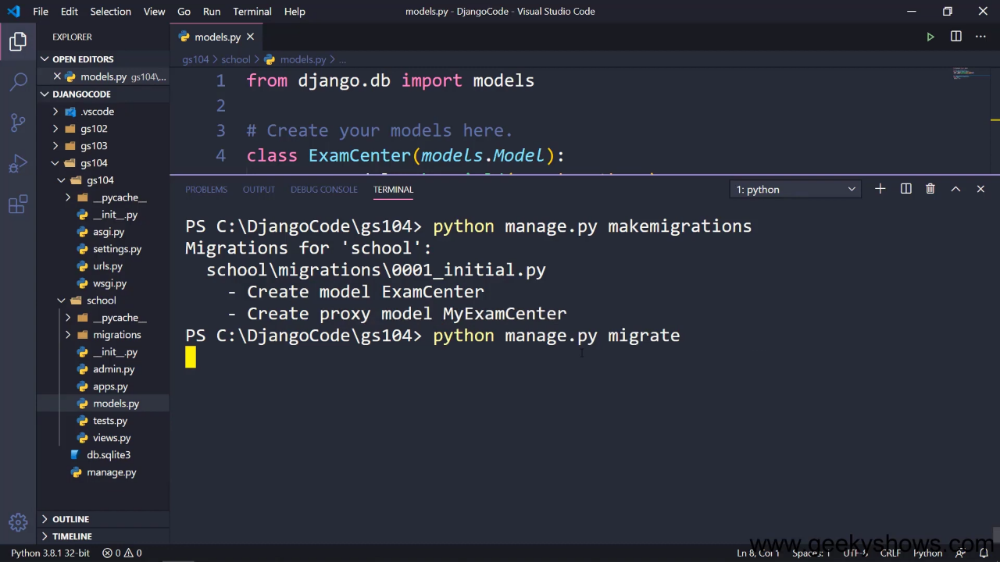 File Edit Selection View Go Run Terminal Help
models.py - DjangoCode - Visual Studio Code
EXPLORER
OPEN EDITORS
models.py gs104\...
DJANGOCODE
.vscode
gs102
gs103
gs104
gs104
__pycache__
__init__.py
asgi.py
settings.py
urls.py
wsgi.py
school
__pycache__
migrations
__init__.py
admin.py
apps.py
models.py
tests.py
views.py
db.sqlite3
manage.py
OUTLINE
TIMELINE
models.py
gs104 > school > models.py > ...
1 from django.db import models
2
3 # Create your models here.
4 class ExamCenter(models.Model):
PROBLEMS OUTPUT DEBUG CONSOLE TERMINAL
1: python
PS C:\DjangoCode\gs104> python manage.py makemigrations
Migrations for 'school':
school\migrations\0001_initial.py
- Create model ExamCenter
- Create proxy model MyExamCenter
PS C:\DjangoCode\gs104> python manage.py migrate
www.geekyshows.com
Python 3.8.1 32-bit
0 0
Ln 8, Col 1
Spaces:
UTF-8
CRLF
Python